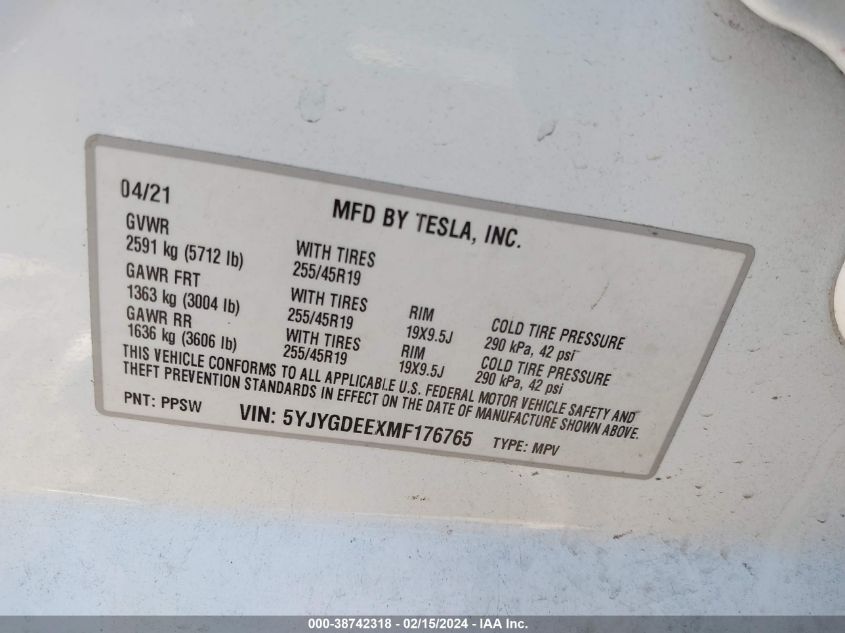 04/21
MFD BY TESLA, INC.
GVWR
2591 kg (5712 lb) WITH TIRES 255/45R19
GAWR FRT
1363 kg (3004 lb) WITH TIRES 255/45R19 RIM 19X9.5J COLD TIRE PRESSURE 290 kPa, 42 psi
GAWR RR
1636 kg (3606 lb) WITH TIRES 255/45R19 RIM 19X9.5J COLD TIRE PRESSURE 290 kPa, 42 psi
THIS VEHICLE CONFORMS TO ALL APPLICABLE U.S. FEDERAL MOTOR VEHICLE SAFETY AND
THEFT PREVENTION STANDARDS IN EFFECT ON THE DATE OF MANUFACTURE SHOWN ABOVE.
PNT: PPSW VIN: 5YJYGDEEXMF176765 TYPE: MPV
000-38742318 - 02/15/2024 - IAA Inc.